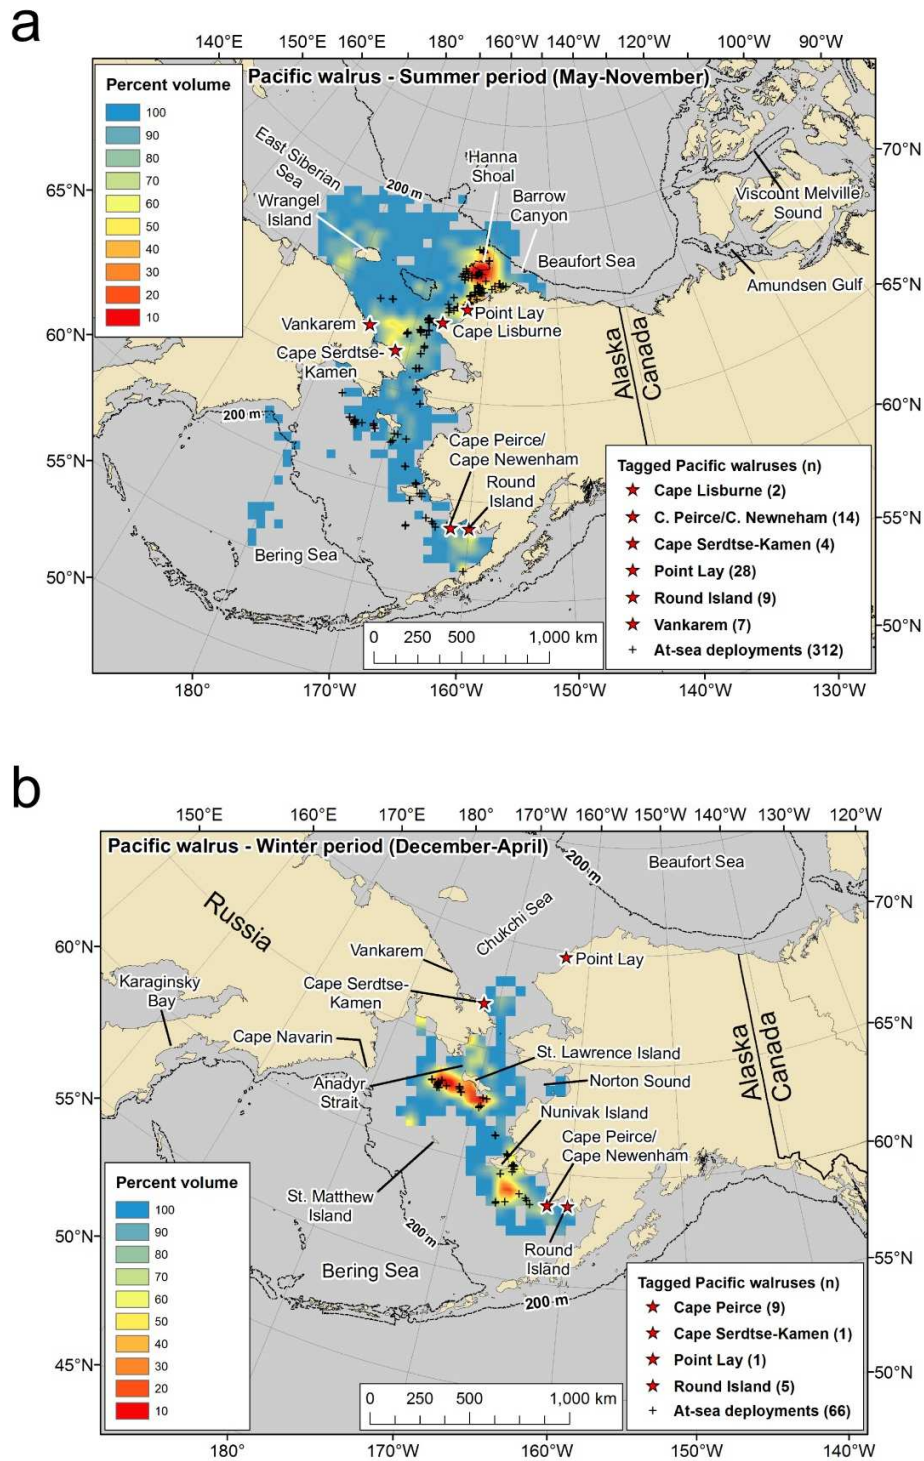 a
140°E 150°E 160°E 180° 160°W 140°W 120°W 100°W 90°W
Pacific walrus - Summer period (May-November)
Percent volume
100
90
80
70
60
50
40
30
20
10
65°N
60°N
55°N
50°N
70°N
65°N
60°N
55°N
50°N
East Siberian
Sea
200 m
Wrangel
Island
Hanna
Shoal
Barrow
Canyon
Beaufort Sea
Viscount Melville
Sound
Amundsen Gulf
Vankarem
Point Lay
Cape Lisburne
Cape Serdtse-
Kamen
Alaska
Canada
200 m
Cape Peirce/
Cape Newenham
Round
Island
Bering Sea
Tagged Pacific walruses (n)
Cape Lisburne (2)
C. Peirce/C. Newneham (14)
Cape Serdtse-Kamen (4)
Point Lay (28)
Round Island (9)
Vankarem (7)
At-sea deployments (312)
0 250 500 1,000 km
180° 170°W 160°W 150°W 140°W 130°W
b
150°E 160°E 170°E 180° 170°W 160°W 150°W 140°W 130°W 120°W
Pacific walrus - Winter period (December-April)
200 m
Beaufort Sea
Russia
Chukchi Sea
70°N
60°N
Vankarem
Point Lay
Karaginsky
Bay
Cape Serdtse-
Kamen
65°N
Cape Navarin
St. Lawrence Island
Alaska
Canada
Anadyr
Strait
Norton Sound
55°N
Nunivak Island
Cape Peirce/
Cape Newenham
60°N
Percent volume
100
90
80
70
60
50
40
30
20
10
St. Matthew
Island
200 m
50°N
Round
Island
55°N
Bering Sea
200 m
Tagged Pacific walruses (n)
Cape Peirce (9)
Cape Serdtse-Kamen (1)
Point Lay (1)
Round Island (5)
At-sea deployments (66)
45°N
50°N
0 250 500 1,000 km
180° 170°W 160°W 150°W 140°W